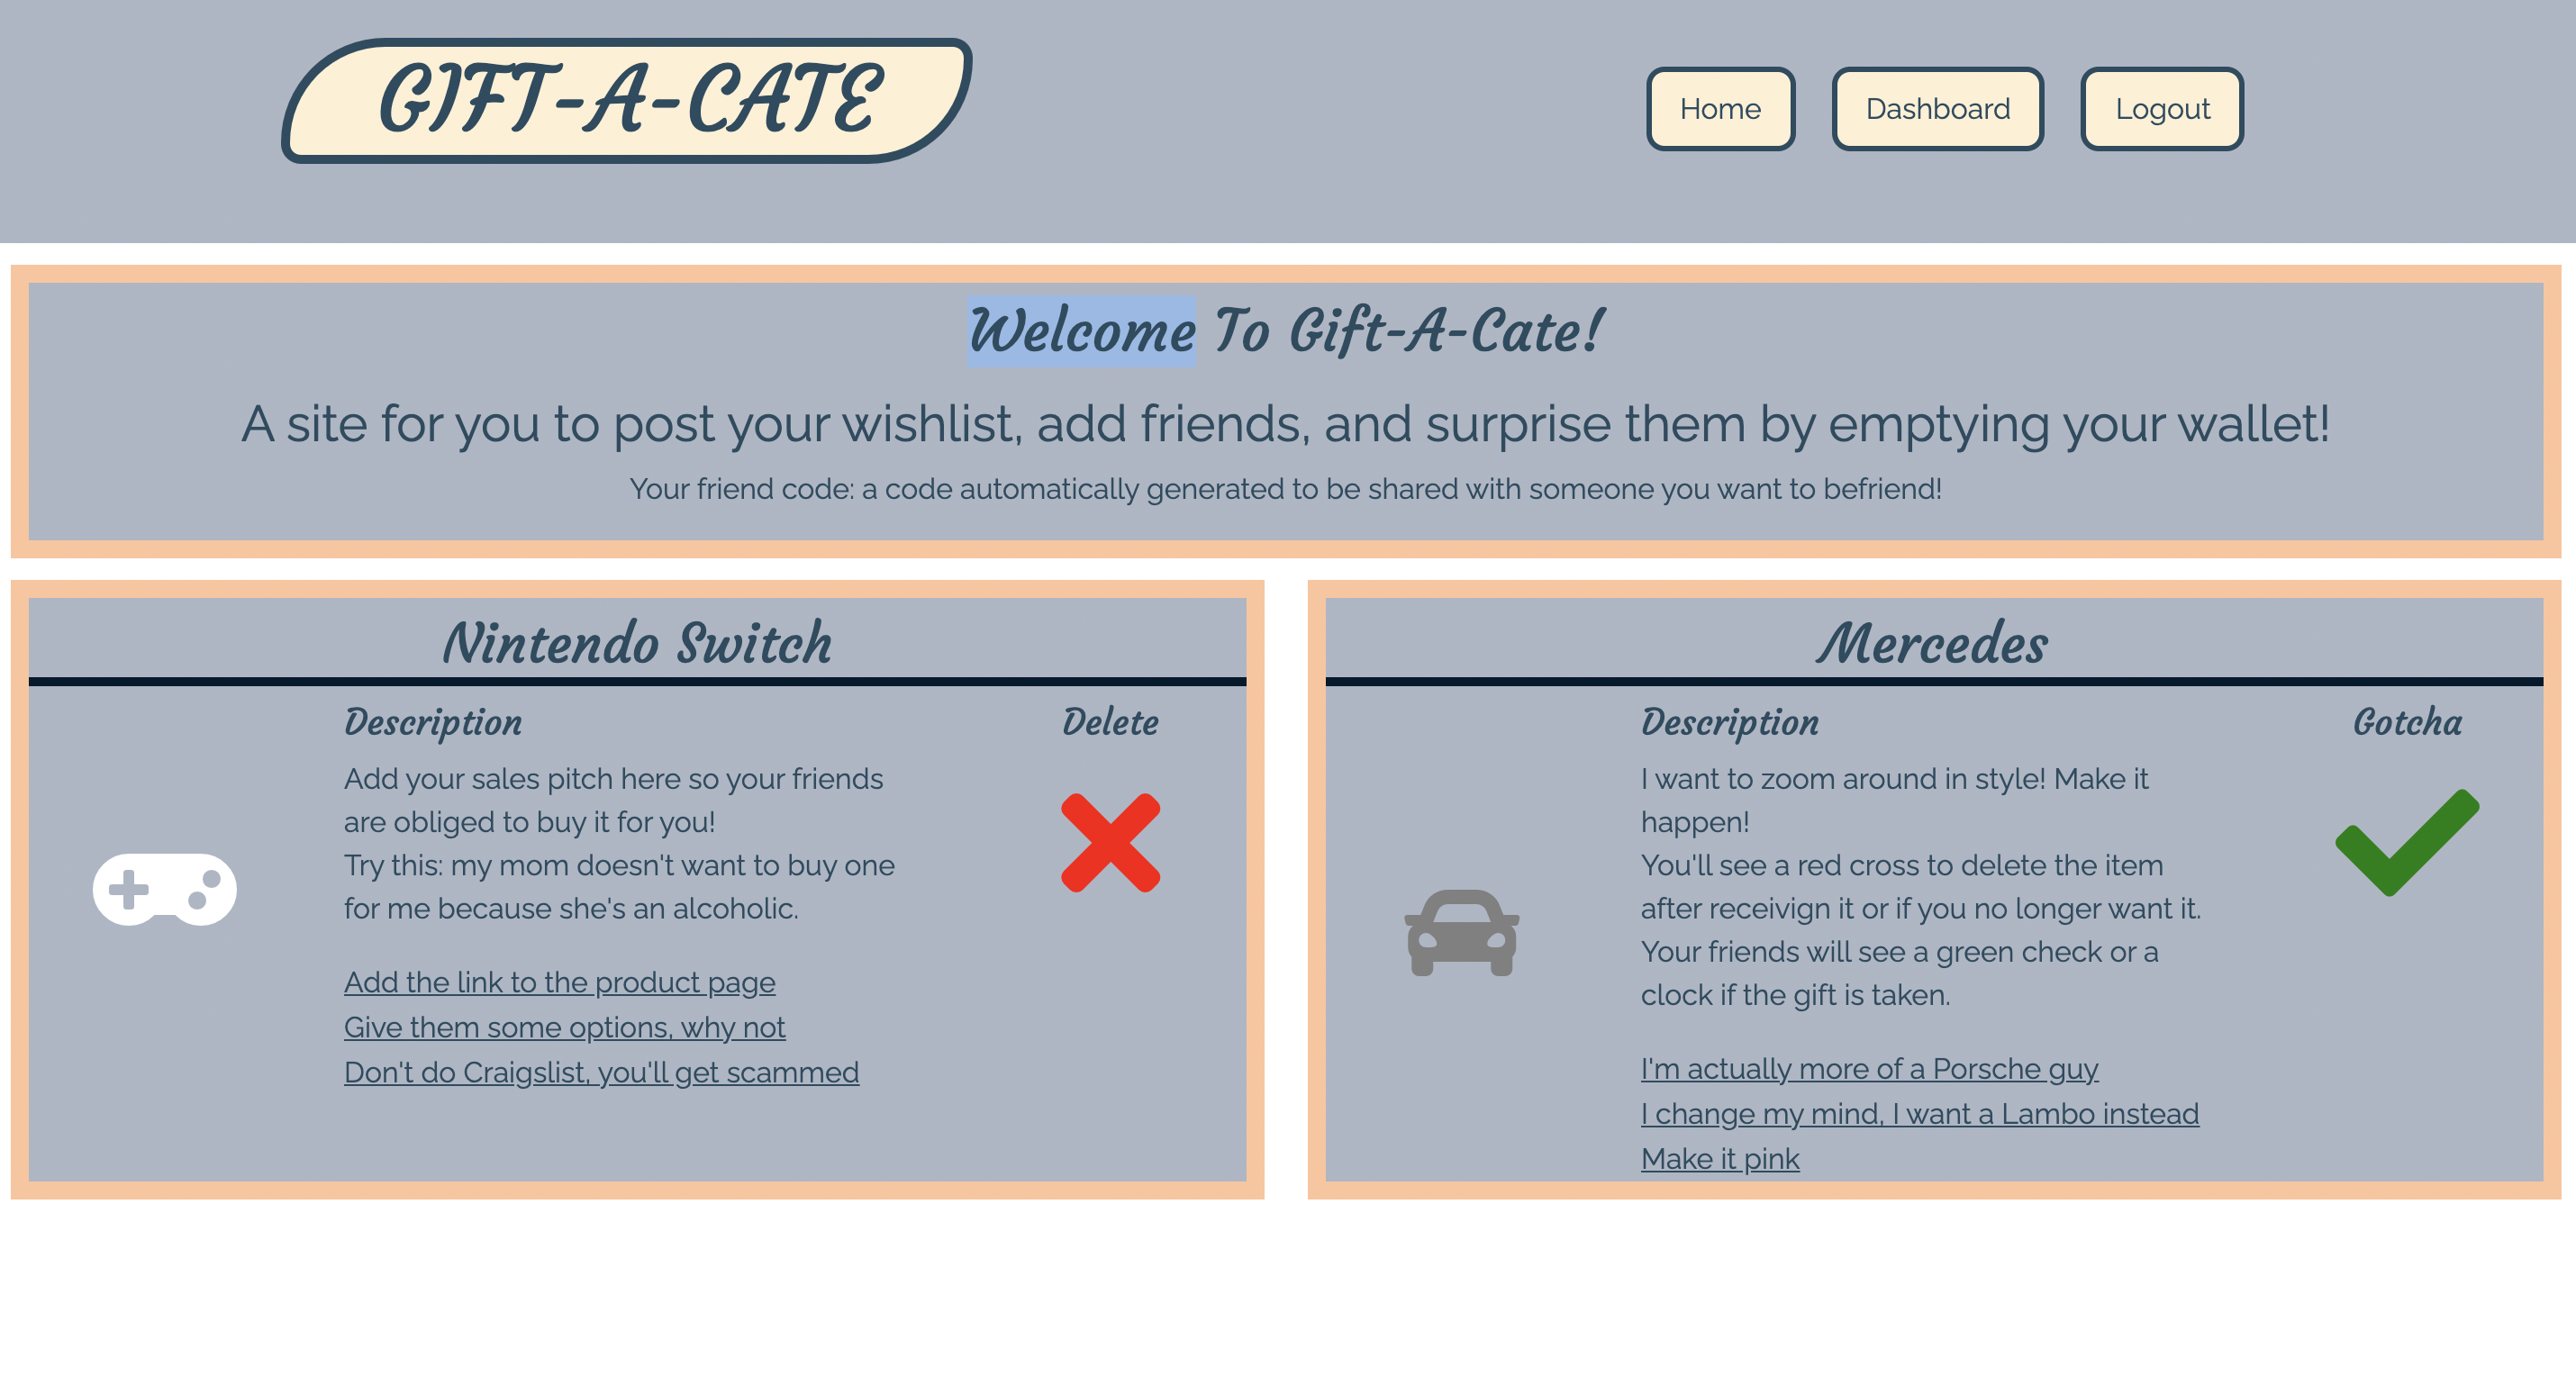 GIFT-A-CATE
Home
Dashboard
Logout
Welcome To Gift-A-Cate!
A site for you to post your wishlist, add friends, and surprise them by emptying your wallet!
Your friend code: a code automatically generated to be shared with someone you want to befriend!
Nintendo Switch
Description
Add your sales pitch here so your friends
are obliged to buy it for you!
Try this: my mom doesn't want to buy one
for me because she's an alcoholic.
Add the link to the product page
Give them some options, why not
Don't do Craigslist, you'll get scammed
Delete
Mercedes
Description
I want to zoom around in style! Make it
happen!
You'll see a red cross to delete the item
after receivign it or if you no longer want it.
Your friends will see a green check or a
clock if the gift is taken.
I'm actually more of a Porsche guy
I change my mind, I want a Lambo instead
Make it pink
Gotcha